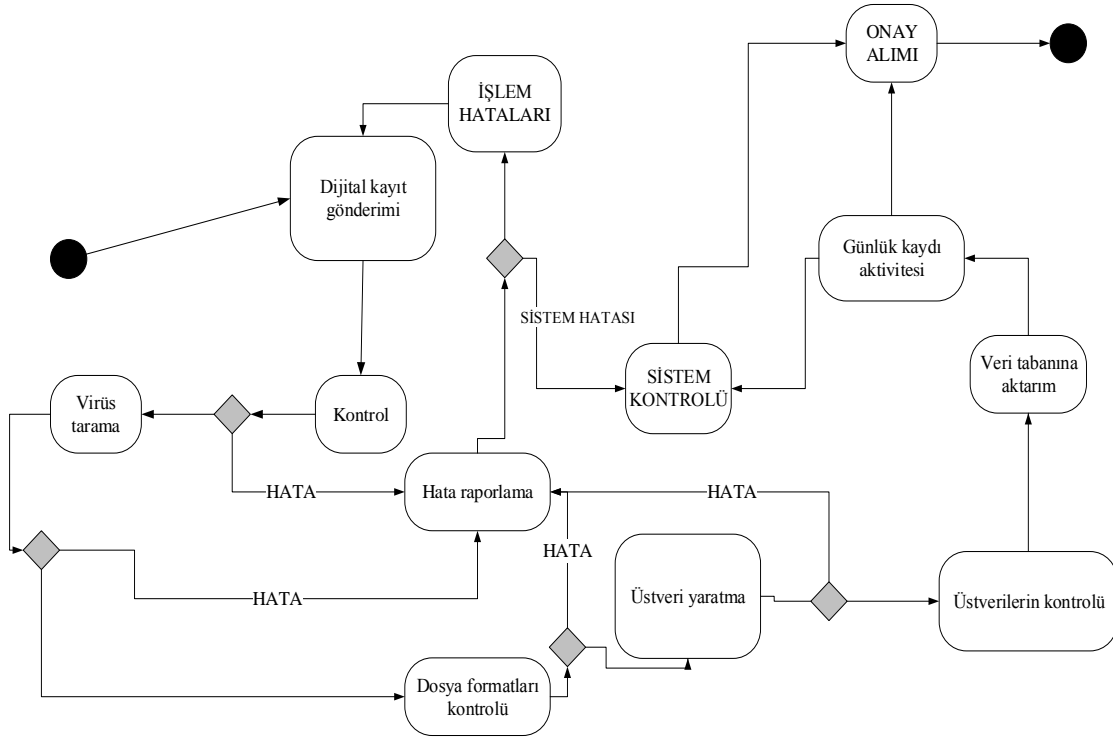 ONAY
ALIMI
İŞLEM
HATALARI
Dijital kayıt
gönderimi
Günlük kaydı
aktivitesi
SİSTEM HATASI
SİSTEM
KONTROLÜ
Veri tabanına
aktarım
Virüs
tarama
Kontrol
HATA
Hata raporlama
HATA
HATA
HATA
Üstveri yaratma
Üstverilerin kontrolü
Dosya formatları
kontrolü